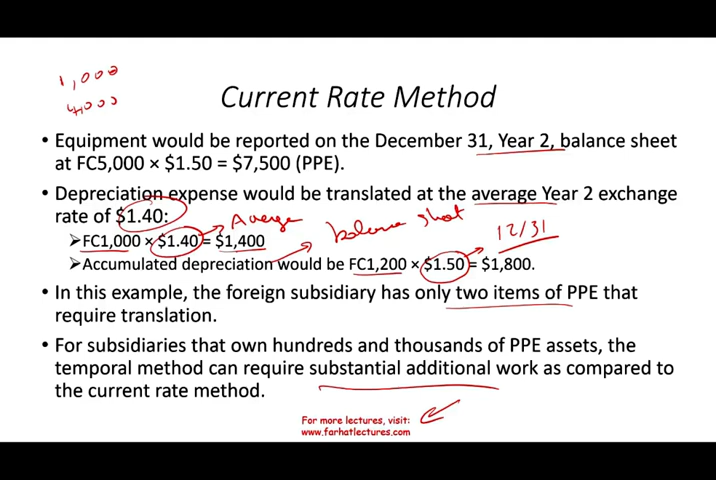 1,000
4,000
Current Rate Method
• Equipment would be reported on the December 31, Year 2, balance sheet
at FC5,000 × $1.50 = $7,500 (PPE).
• Depreciation expense would be translated at the average Year 2 exchange
rate of $1.40:
Average
balance sheet
12/31
➢FC1,000 × $1.40 = $1,400
➢Accumulated depreciation would be FC1,200 × $1.50 = $1,800.
• In this example, the foreign subsidiary has only two items of PPE that
require translation.
• For subsidiaries that own hundreds and thousands of PPE assets, the
temporal method can require substantial additional work as compared to
the current rate method.
For more lectures, visit:
www.farhatlectures.com